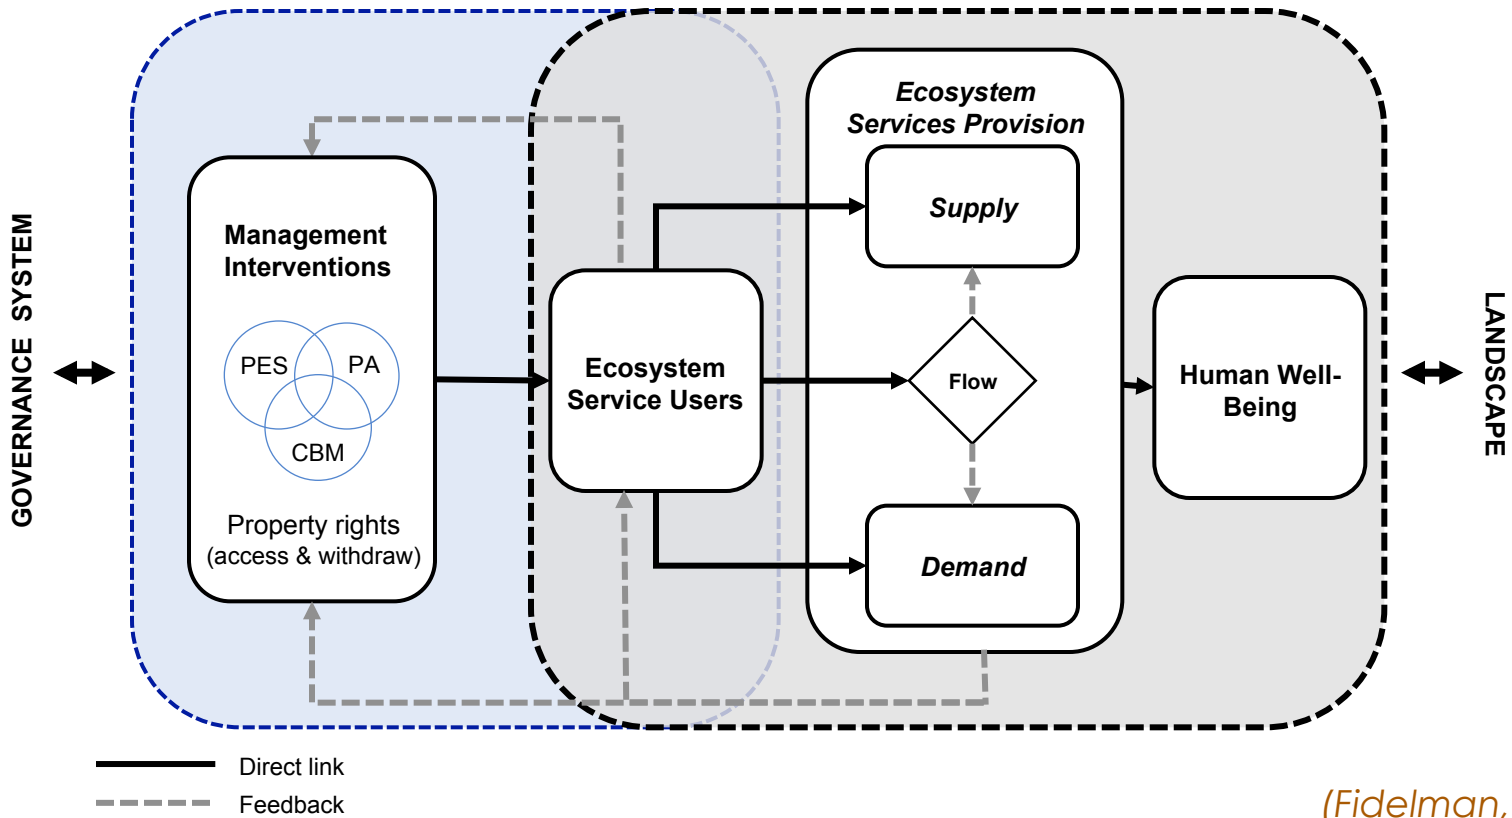 GOVERNANCE SYSTEM
Management
Interventions
PES
PA
CBM
Property rights
(access & withdraw)
Ecosystem
Service Users
Ecosystem
Services Provision
Supply
Flow
Demand
Human Well-
Being
LANDSCAPE
Direct link
Feedback
(Fidelman,